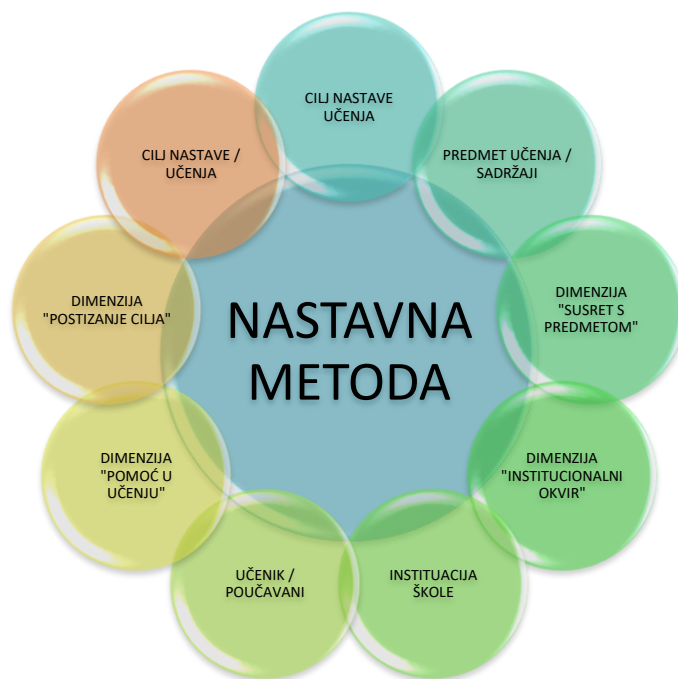 CILJ NASTAVE
UČENJA
PREDMET UČENJA /
SADRŽAJI
DIMENZIJA
"SUSRET S
PREDMETOM"
DIMENZIJA
"INSTITUCIONALNI
OKVIR"
INSTITUACIJA
ŠKOLE
UČENIK /
POUČAVANI
DIMENZIJA
"POMOĆ U
UČENJU"
DIMENZIJA
"POSTIZANJE CILJA"
CILJ NASTAVE /
UČENJA
NASTAVNA
METODA